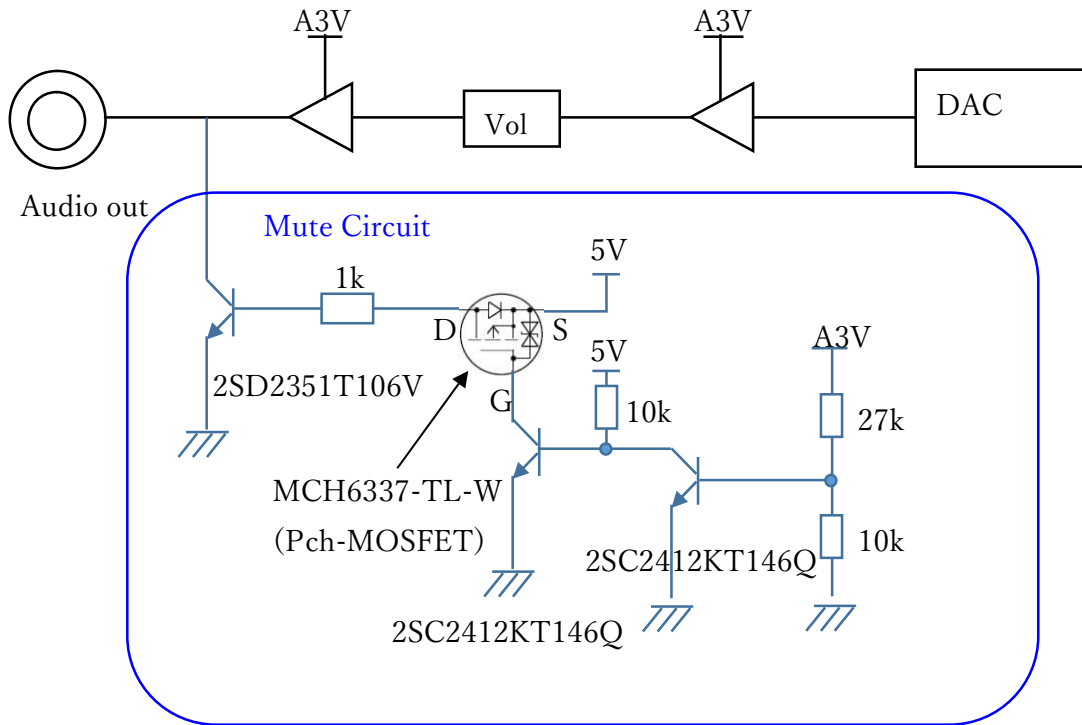 A3V
A3V
DAC
Vol
Audio out
Mute Circuit
5V
1k
D
S
5V
A3V
2SD2351T106V
G
10k
27k
MCH6337-TL-W
(Pch-MOSFET)
10k
2SC2412KT146Q
2SC2412KT146Q